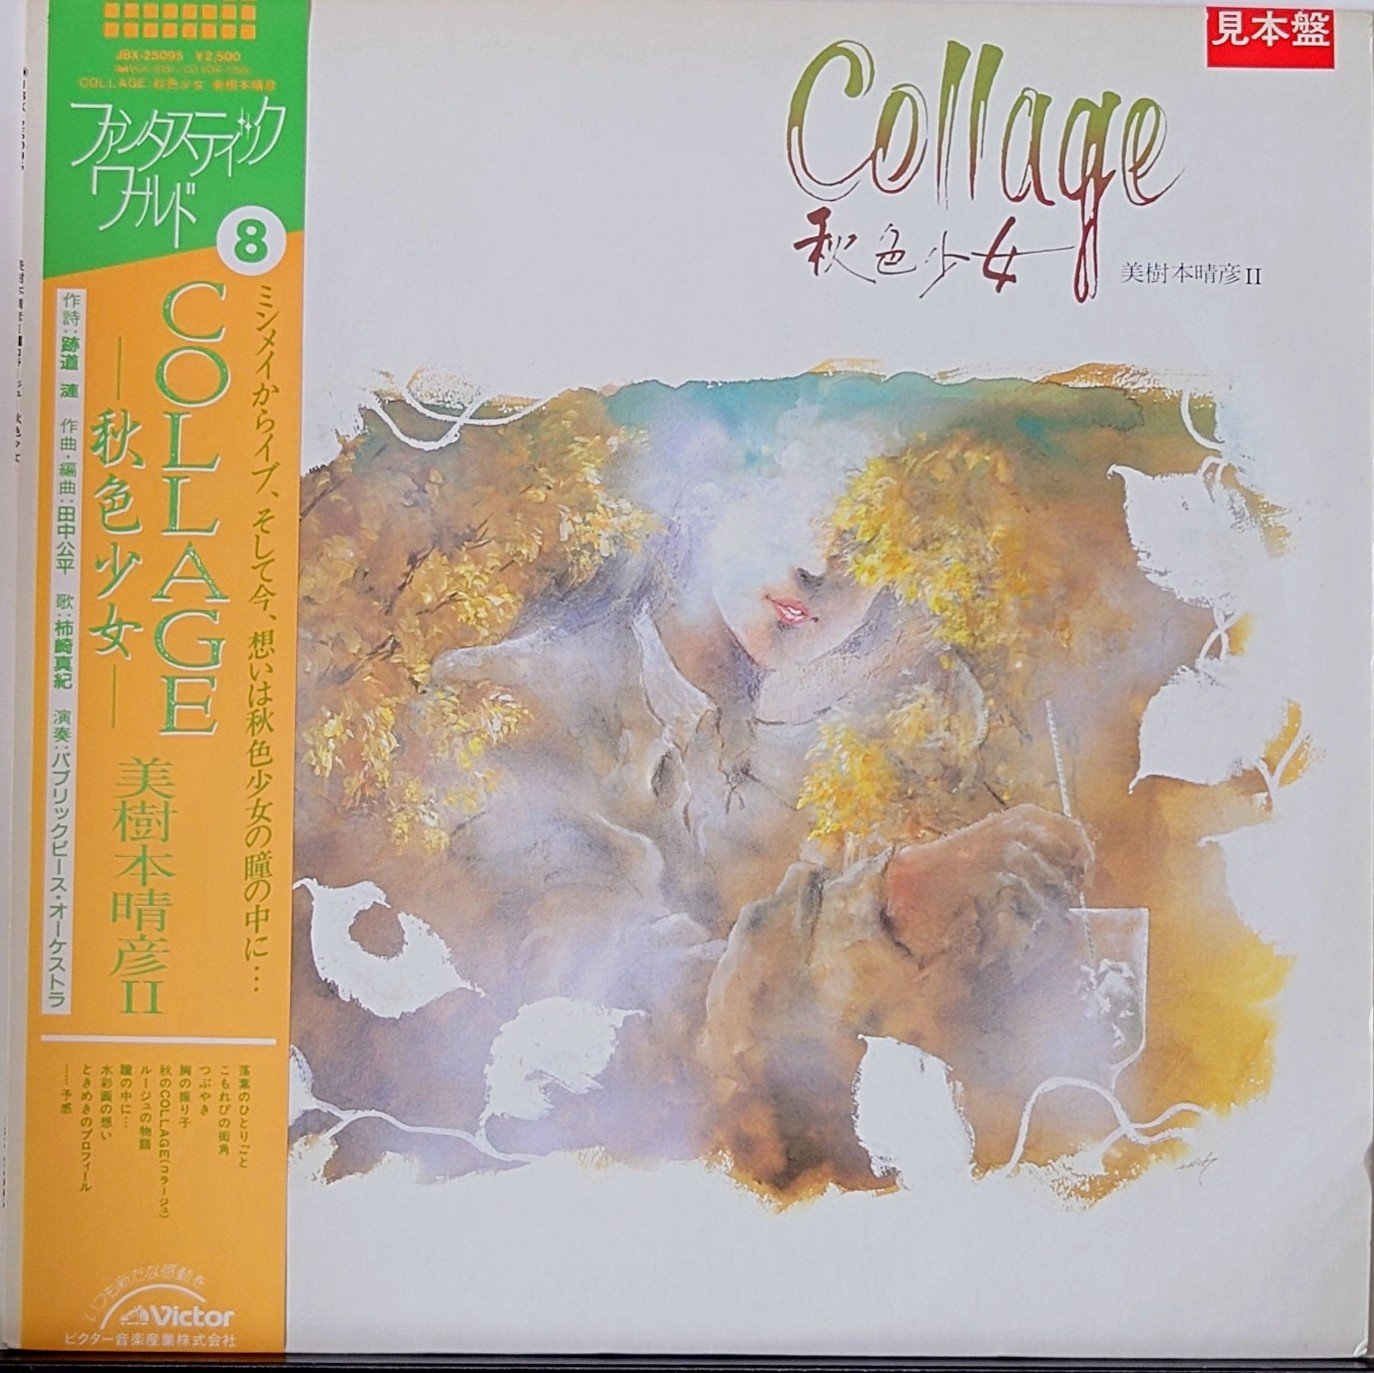 JBX-25095 ¥2,500
COLLAGE 秋色少女 美樹本晴彦
ファンタスティック
ワールド
8
ミンメイからイブ、そして今、想いは秋色少女の瞳の中に…
COLLAGE
—秋色少女—
美樹本晴彦II
作詩:跡道 漣 作曲・編曲:田中公平 歌:柿崎真紀 演奏:パブリックピース・オーケストラ
落葉のひとりごと
こもれびの街角
つぶやき
胸の振り子
秋のCOLLAGE(コラージュ)
ルージュの物語
瞳の中に…
水彩画の想い
ときめきのプロフィール
……予感
いつも新たな感動を
Victor
ビクター音楽産業株式会社
見本盤
Collage
秋色少女
美樹本晴彦II